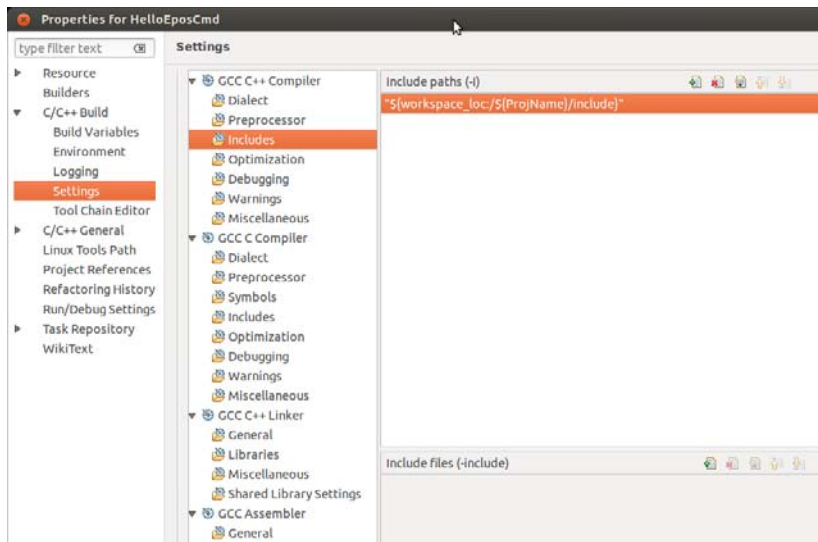 Properties for HelloEposCmd
type filter text
Settings
Resource
Builders
C/C++ Build
Build Variables
Environment
Logging
Settings
Tool Chain Editor
C/C++ General
Linux Tools Path
Project References
Refactoring History
Run/Debug Settings
Task Repository
WikiText
GCC C++ Compiler
Dialect
Preprocessor
Includes
Optimization
Debugging
Warnings
Miscellaneous
GCC C Compiler
Dialect
Preprocessor
Symbols
Includes
Optimization
Debugging
Warnings
Miscellaneous
GCC C++ Linker
General
Libraries
Miscellaneous
Shared Library Settings
GCC Assembler
General
Include paths (-I)
"${workspace_loc:/${ProjName}/include}"
Include files (-include)